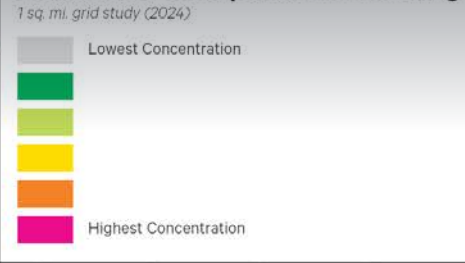 1 sq. mi. grid study (2024)
Lowest Concentration
Highest Concentration